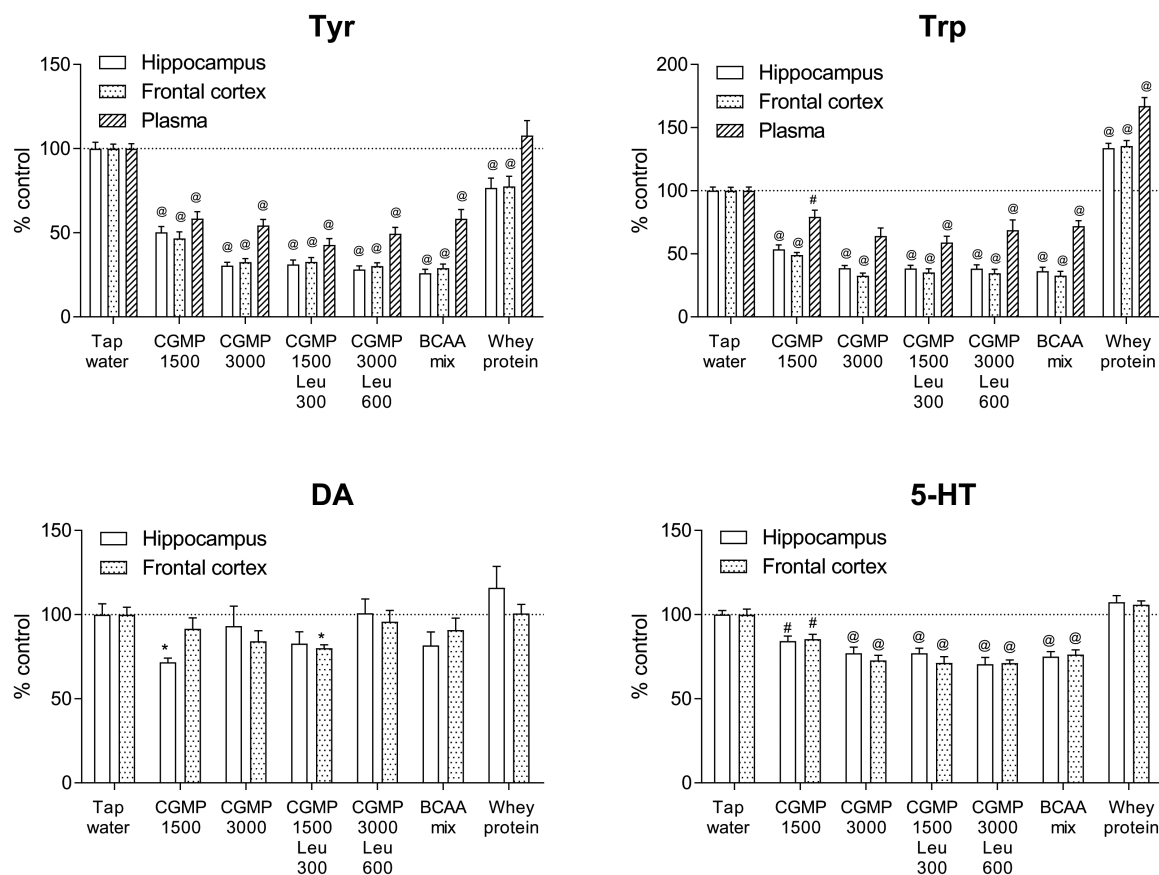 Tyr
150
100
50
0
% control
Hippocampus
Frontal cortex
Plasma
@ @ @
@ @ @
@ @ @
@ @ @
@ @ @
@ @
Tap water
CGMP 1500
CGMP 3000
CGMP 1500 Leu 300
CGMP 3000 Leu 600
BCAA mix
Whey protein
Trp
200
150
100
50
0
% control
Hippocampus
Frontal cortex
Plasma
@ @ #
@ @
@ @ @
@ @ @
@ @ @
@ @ @
Tap water
CGMP 1500
CGMP 3000
CGMP 1500 Leu 300
CGMP 3000 Leu 600
BCAA mix
Whey protein
DA
150
100
50
0
% control
Hippocampus
Frontal cortex
*
*
Tap water
CGMP 1500
CGMP 3000
CGMP 1500 Leu 300
CGMP 3000 Leu 600
BCAA mix
Whey protein
5-HT
150
100
50
0
% control
Hippocampus
Frontal cortex
# #
@ @
@ @
@ @
@ @
Tap water
CGMP 1500
CGMP 3000
CGMP 1500 Leu 300
CGMP 3000 Leu 600
BCAA mix
Whey protein